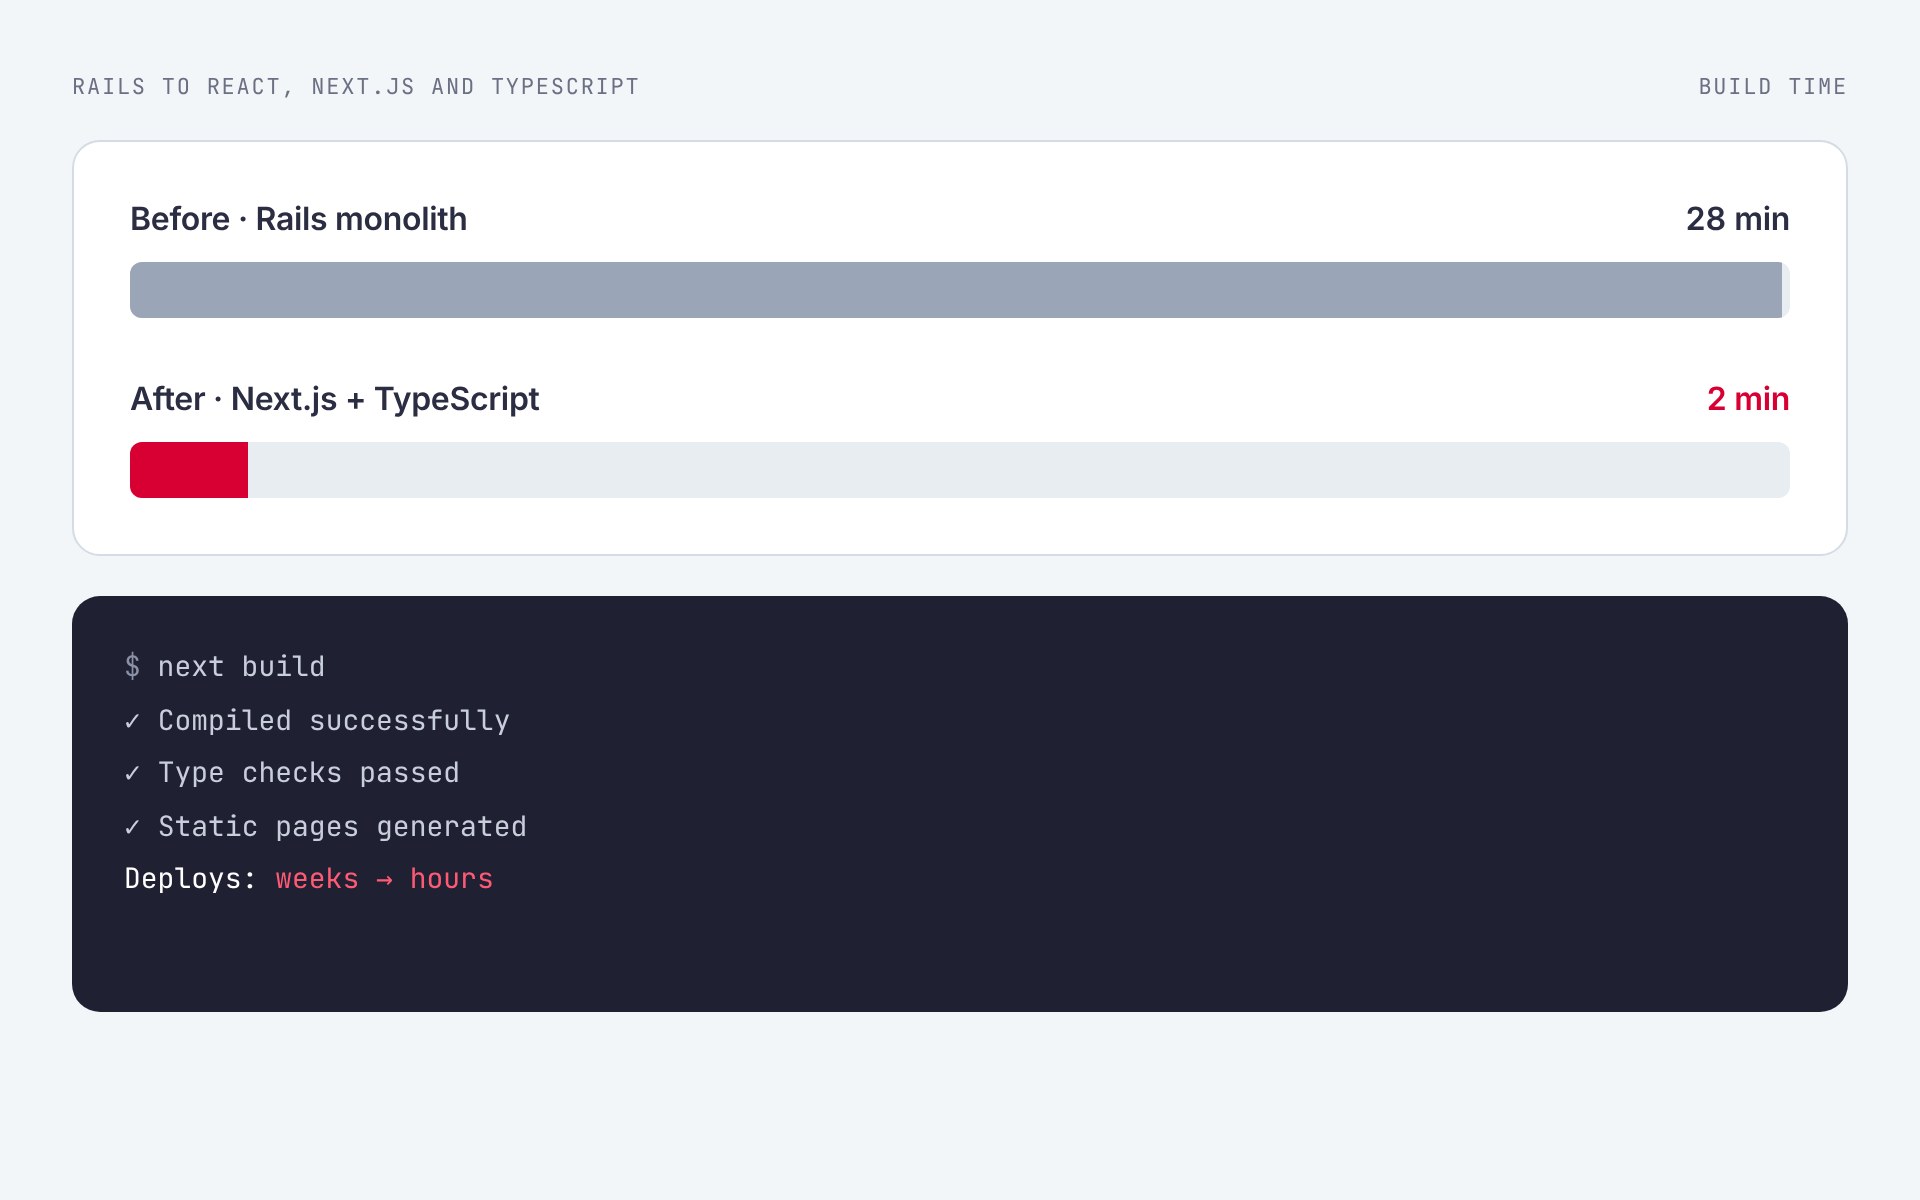 RAILS TO REACT, NEXT.JS AND TYPESCRIPT
BUILD TIME
Before · Rails monolith
28 min
After · Next.js + TypeScript
2 min
$ next build
✓ Compiled successfully
✓ Type checks passed
✓ Static pages generated
Deploys: weeks → hours